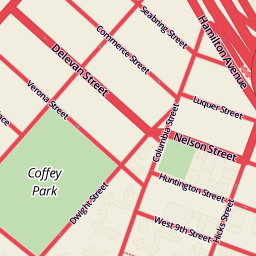 Seabring Street
Hamilton Avenue
Commerce Street
Delevan Street
Verona Street
Luquer Street
Columbia Street
Nelson Street
Coffey
Park
Dwight Street
Huntington Street
Hicks Street
West 9th Street